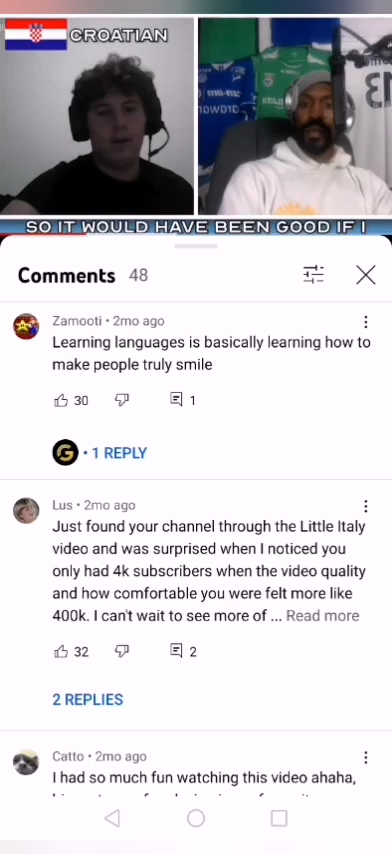 CROATIAN
SO IT WOULD HAVE BEEN GOOD IF I
Comments 48
Zamooti • 2mo ago
Learning languages is basically learning how to
make people truly smile
30 1
G • 1 REPLY
Lus • 2mo ago
Just found your channel through the Little Italy
video and was surprised when I noticed you
only had 4k subscribers when the video quality
and how comfortable you were felt more like
400k. I can't wait to see more of ... Read more
32 2
2 REPLIES
Catto • 2mo ago
I had so much fun watching this video ahaha,